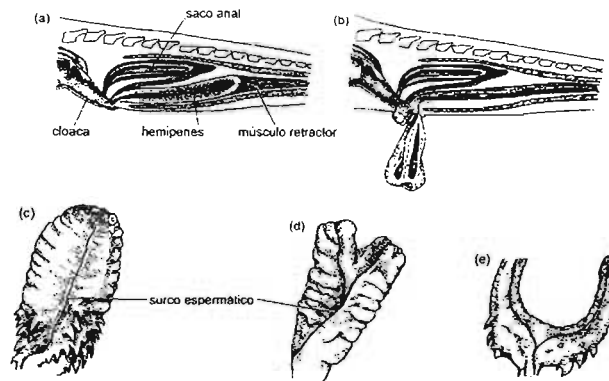 (a)
saco anal
(b)
cloaca
hemipenes
músculo retractor
(c)
(d)
(e)
surco espermático